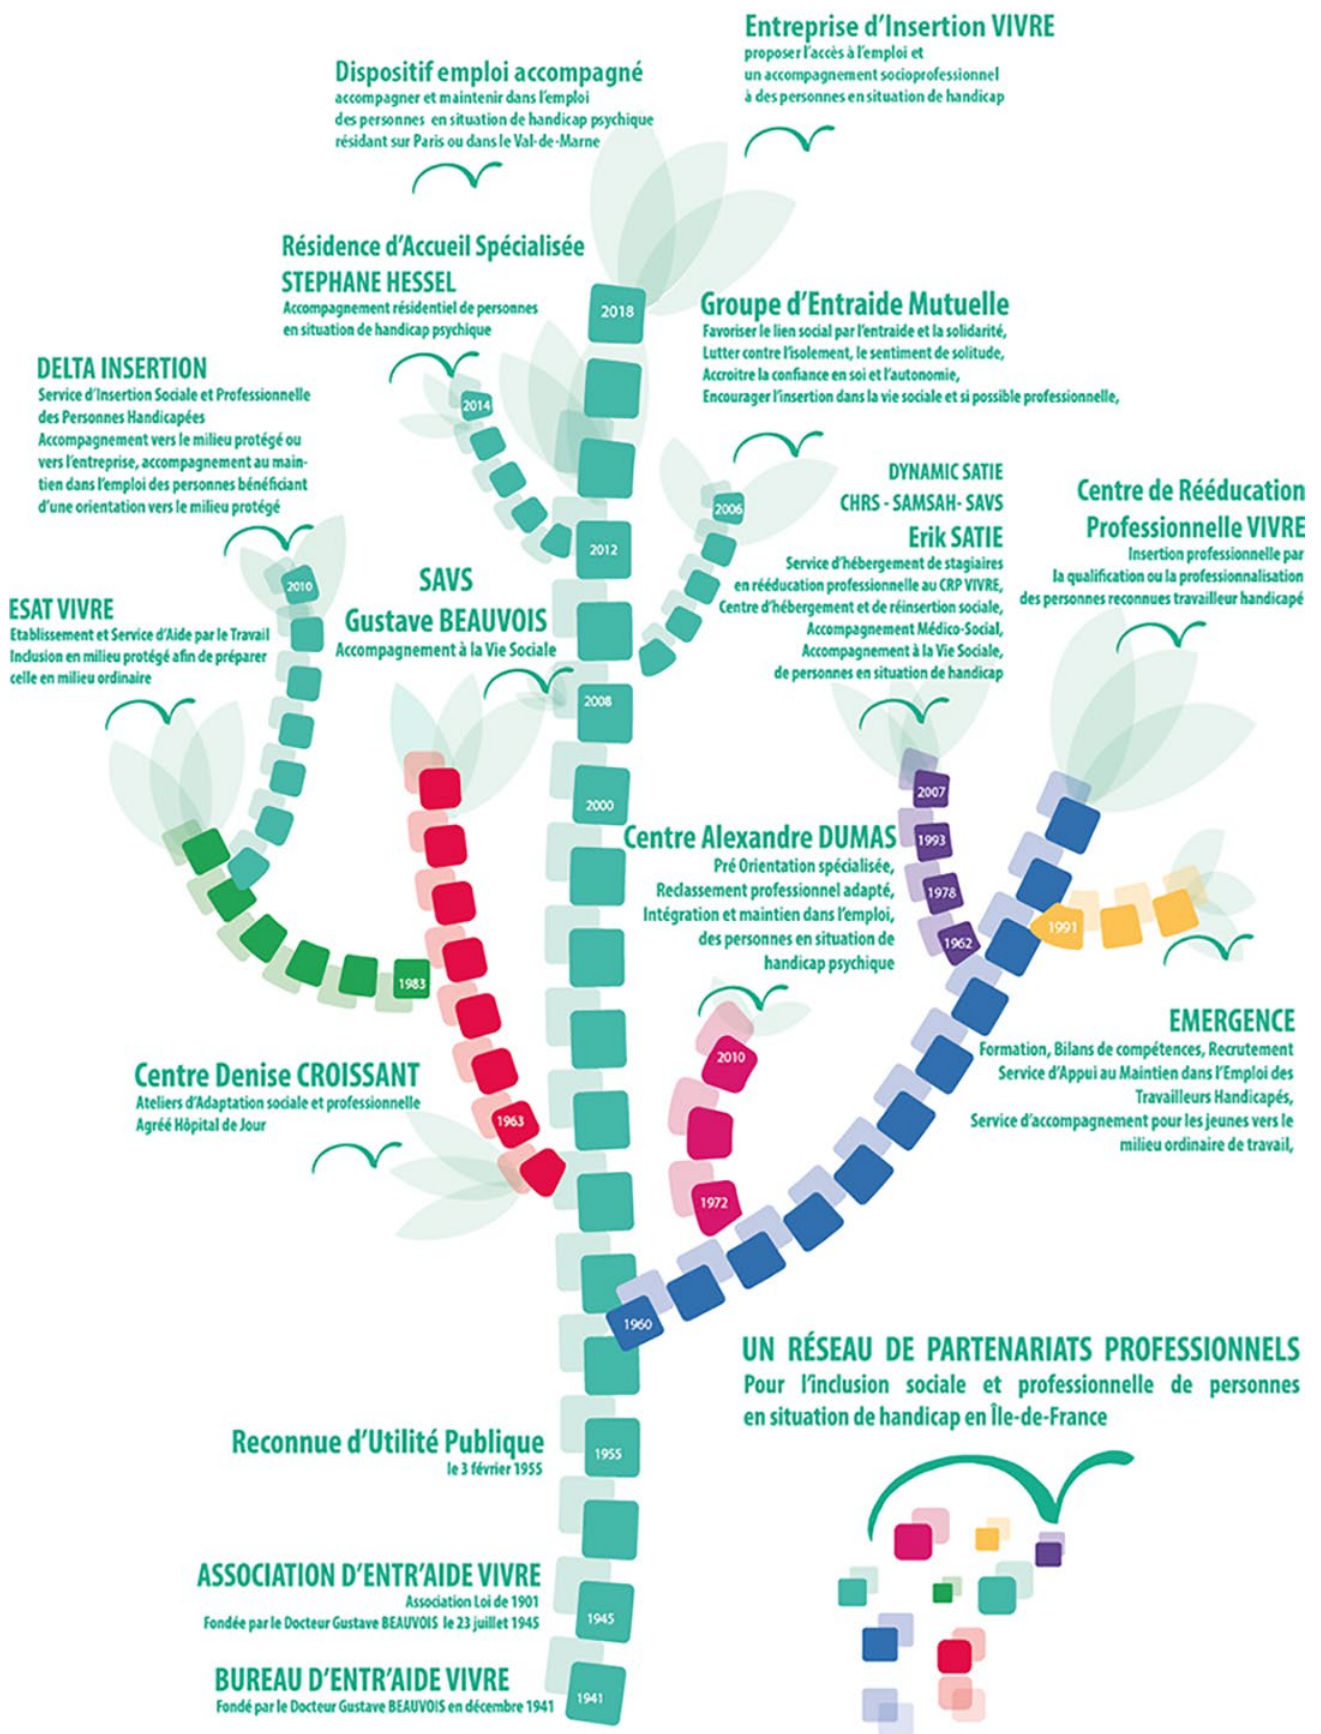 Entreprise d'Insertion VIVRE
proposer l'accès à l'emploi et
un accompagnement socioprofessionnel
à des personnes en situation de handicap
Dispositif emploi accompagné
accompagner et maintenir dans l'emploi
des personnes en situation de handicap psychique
résidant sur Paris ou dans le Val-de-Marne
Résidence d'Accueil Spécialisée
STEPHANE HESSEL
Accompagnement résidentiel de personnes
en situation de handicap psychique
2018
Groupe d'Entraide Mutuelle
Favoriser le lien social par l'entraide et la solidarité,
Lutter contre l'isolement, le sentiment de solitude,
Accroitre la confiance en soi et l'autonomie,
Encourager l'insertion dans la vie sociale et si possible professionnelle,
DELTA INSERTION
Service d'Insertion Sociale et Professionnelle
des Personnes Handicapées
Accompagnement vers le milieu protégé ou
vers l'entreprise, accompagnement au main-
tien dans l'emploi des personnes bénéficiant
d'une orientation vers le milieu protégé
2014
2006
2012
DYNAMIC SATIE
CHRS - SAMSAH- SAVS
Erik SATIE
Service d'hébergement de stagiaires
en rééducation professionnelle au CRP VIVRE,
Centre d'hébergement et de réinsertion sociale,
Accompagnement Médico-Social,
Accompagnement à la Vie Sociale,
de personnes en situation de handicap
Centre de Rééducation
Professionnelle VIVRE
Insertion professionnelle par
la qualification ou la professionnalisation
des personnes reconnues travailleur handicapé
2010
SAVS
Gustave BEAUVOIS
Accompagnement à la Vie Sociale
ESAT VIVRE
Etablissement et Service d'Aide par le Travail
Inclusion en milieu protégé afin de préparer
celle en milieu ordinaire
2008
2000
2007
1993
1978
1962
1991
Centre Alexandre DUMAS
Pré Orientation spécialisée,
Reclassement professionnel adapté,
Intégration et maintien dans l'emploi,
des personnes en situation de
handicap psychique
1983
2010
EMERGENCE
Formation, Bilans de compétences, Recrutement
Service d'Appui au Maintien dans l'Emploi des
Travailleurs Handicapés,
Service d'accompagnement pour les jeunes vers le
milieu ordinaire de travail,
Centre Denise CROISSANT
Ateliers d'Adaptation sociale et professionnelle
Agréé Hôpital de Jour
1963
1972
1960
UN RÉSEAU DE PARTENARIATS PROFESSIONNELS
Pour l'inclusion sociale et professionnelle de personnes
en situation de handicap en Île-de-France
Reconnue d'Utilité Publique
le 3 février 1955
1955
ASSOCIATION D'ENTR'AIDE VIVRE
Association Loi de 1901
Fondée par le Docteur Gustave BEAUVOIS le 23 juillet 1945
1945
BUREAU D'ENTR'AIDE VIVRE
Fondé par le Docteur Gustave BEAUVOIS en décembre 1941
1941